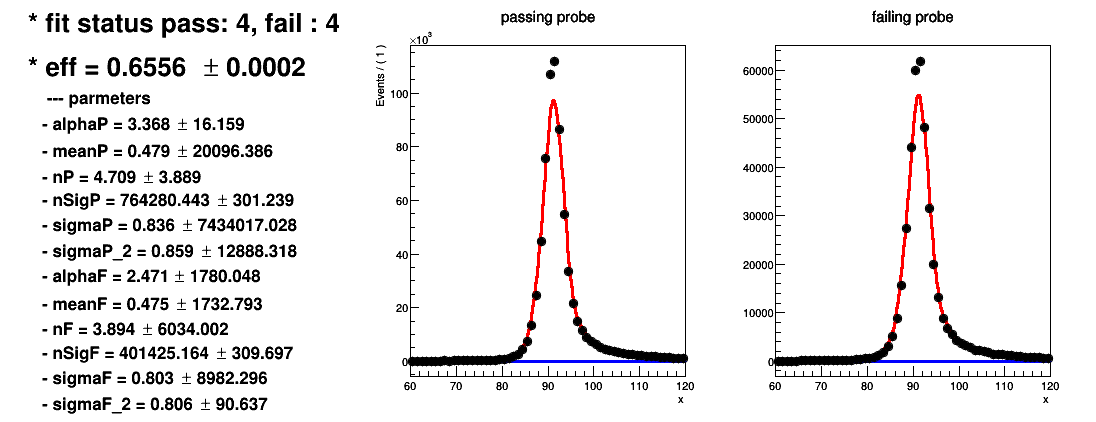 * fit status pass: 4, fail : 4
* eff = 0.6556 ± 0.0002
--- parmeters
- alphaP = 3.368 ± 16.159
- meanP = 0.479 ± 20096.386
- nP = 4.709 ± 3.889
- nSigP = 764280.443 ± 301.239
- sigmaP = 0.836 ± 7434017.028
- sigmaP_2 = 0.859 ± 12888.318
- alphaF = 2.471 ± 1780.048
- meanF = 0.475 ± 1732.793
- nF = 3.894 ± 6034.002
- nSigF = 401425.164 ± 309.697
- sigmaF = 0.803 ± 8982.296
- sigmaF_2 = 0.806 ± 90.637
passing probe
×10³
Events / ( 1 )
100
80
60
40
20
0
60 70 80 90 100 110 120
x
failing probe
60000
50000
40000
30000
20000
10000
0
60 70 80 90 100 110 120
x